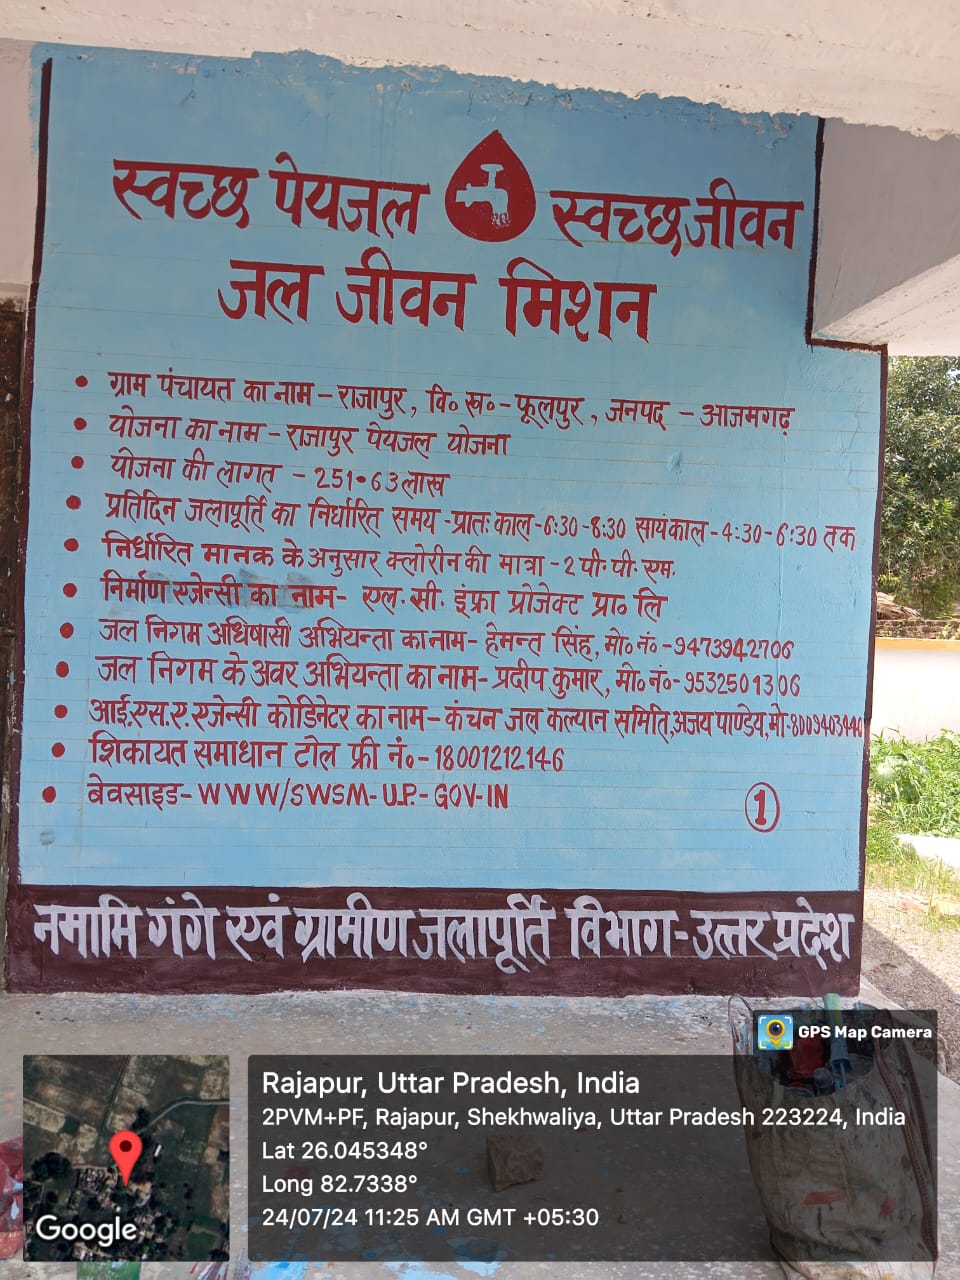 स्वच्छ पेयजल स्वच्छ जीवन
जल जीवन मिशन
• ग्राम पंचायत का नाम - राजापुर, वि० ख० - फूलपुर, जनपद - आजमगढ़
• योजना का नाम - राजापुर पेयजल योजना
• योजना की लागत - 251.63 लाख
• प्रतिदिन जलापूर्ति का निर्धारित समय - प्रातः काल - 6:30 - 8:30 सायंकाल - 4:30 - 6:30 तक
• निर्धारित मानक के अनुसार क्लोरीन की मात्रा - 2 पी. पी. एम.
• निर्माण एजेन्सी का नाम - एल. सी. इंफ्रा प्रोजेक्ट प्रा० लि
• जल निगम अधिषासी अभियन्ता का नाम - हेमन्त सिंह, मो० नं० - 9473942706
• जल निगम के अवर अभियन्ता का नाम - प्रदीप कुमार, मो० नं० - 9532501306
• आई. एस. ए. एजेन्सी कोडिनेटर का नाम - कंचन जल कल्यान समिति, अजय पाण्डेय, मो - 8009403940
• शिकायत समाधान टोल फ्री नं० - 18001212146
• बेवसाइड - WWW/SWSM-U.P.-GOV-IN
1
नमामि गंगे एवं ग्रामीण जलापूर्ति विभाग - उत्तर प्रदेश
GPS Map Camera
Rajapur, Uttar Pradesh, India
2PVM+PF, Rajapur, Shekhwaliya, Uttar Pradesh 223224, India
Lat 26.045348°
Long 82.7338°
24/07/24 11:25 AM GMT +05:30
Google